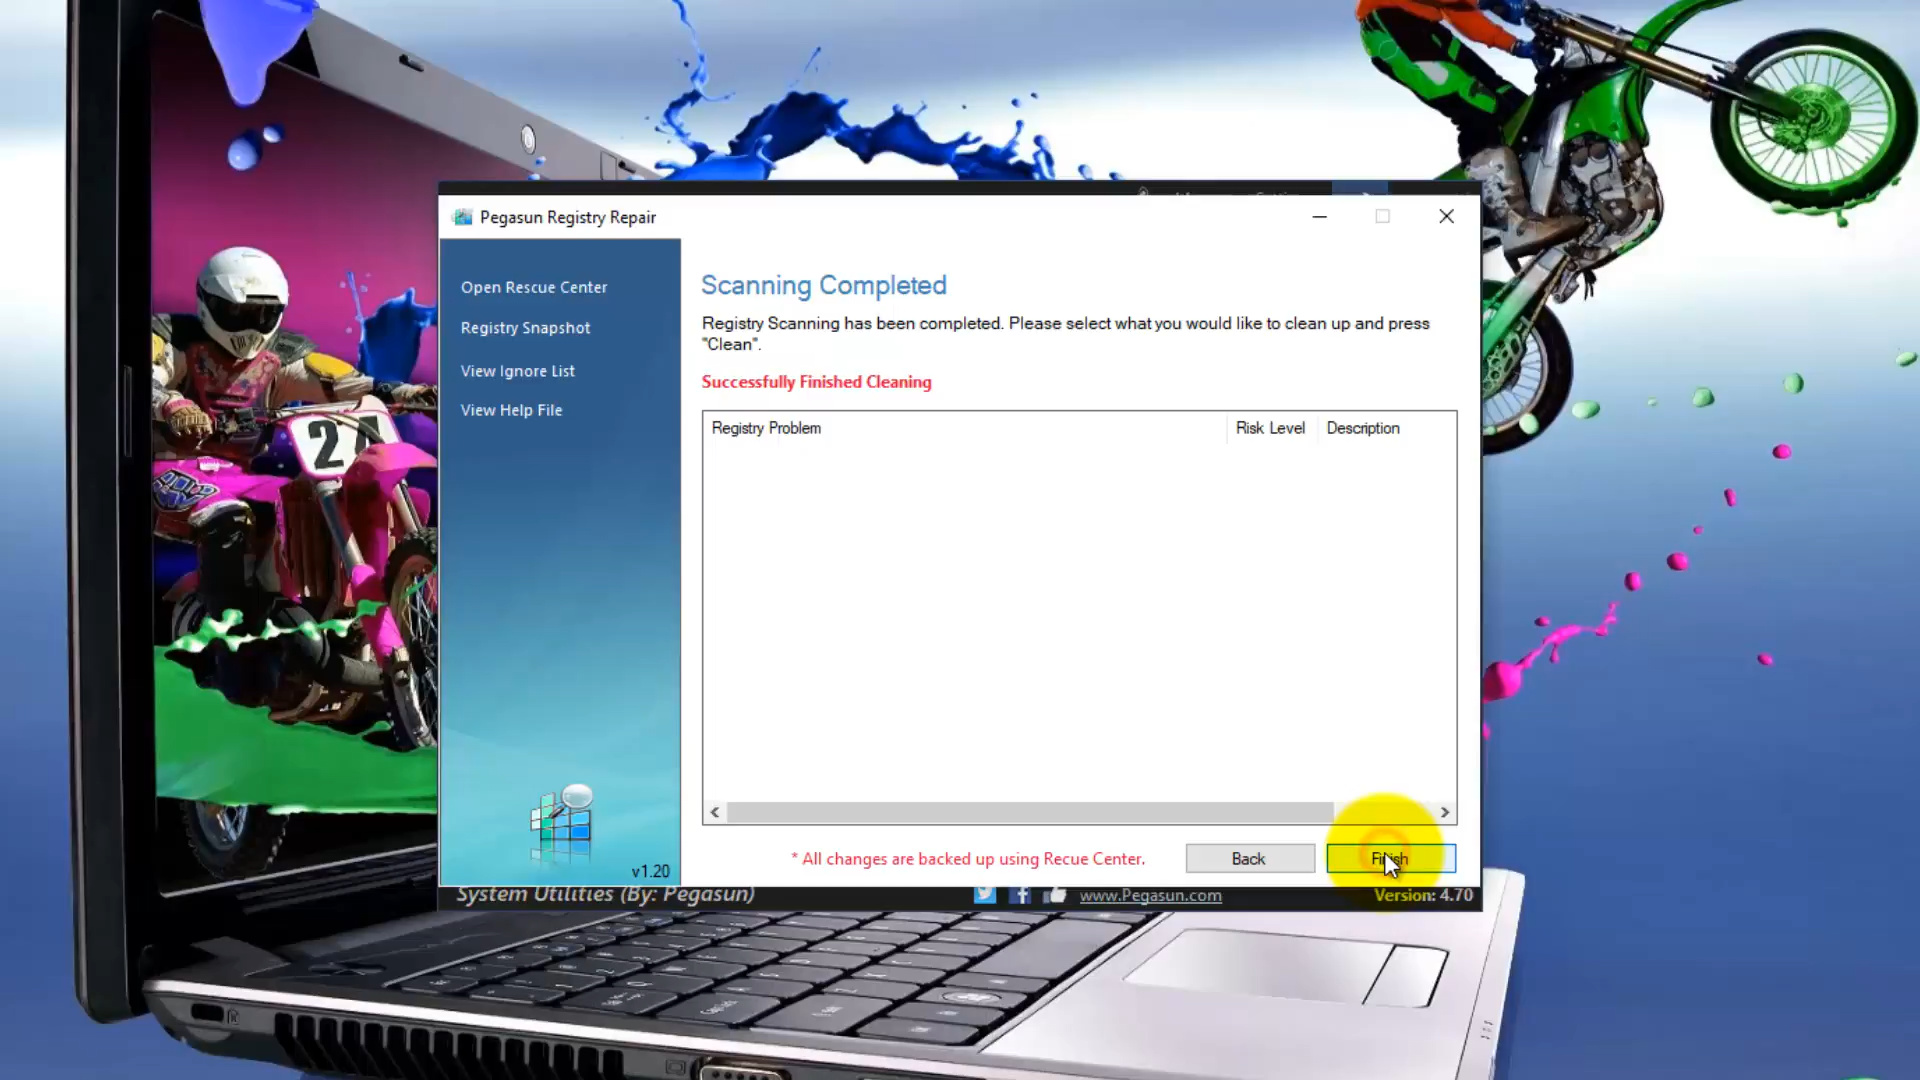 24
Pegasun Registry Repair
Open Rescue Center
Registry Snapshot
View Ignore List
View Help File
v1.20
Scanning Completed
Registry Scanning has been completed. Please select what you would like to clean up and press
"Clean".
Successfully Finished Cleaning
Registry Problem Risk Level Description
* All changes are backed up using Recue Center.
Back
Finish
System Utilities (By: Pegasun)
www.Pegasun.com
Version: 4.70